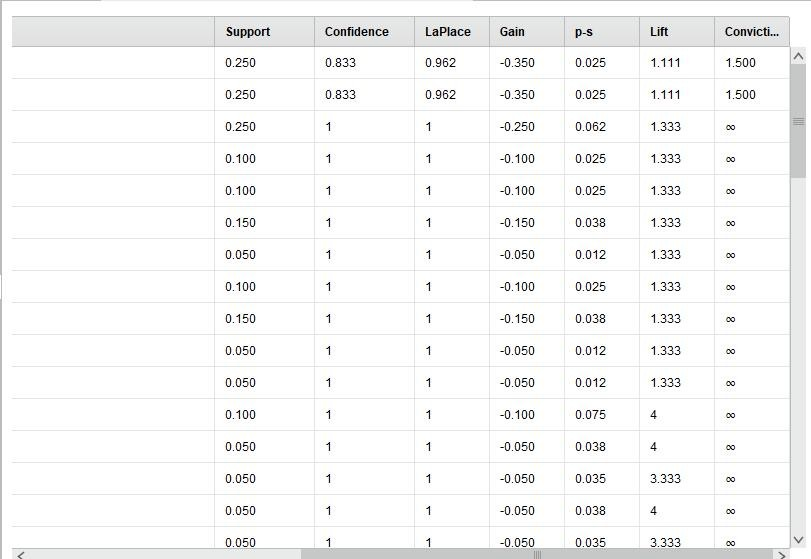 Support Confidence LaPlace Gain p-s Lift Convicti...
0.250 0.833 0.962 -0.350 0.025 1.111 1.500
0.250 0.833 0.962 -0.350 0.025 1.111 1.500
0.250 1 1 -0.250 0.062 1.333 ∞
0.100 1 1 -0.100 0.025 1.333 ∞
0.100 1 1 -0.100 0.025 1.333 ∞
0.150 1 1 -0.150 0.038 1.333 ∞
0.050 1 1 -0.050 0.012 1.333 ∞
0.100 1 1 -0.100 0.025 1.333 ∞
0.150 1 1 -0.150 0.038 1.333 ∞
0.050 1 1 -0.050 0.012 1.333 ∞
0.050 1 1 -0.050 0.012 1.333 ∞
0.100 1 1 -0.100 0.075 4 ∞
0.050 1 1 -0.050 0.038 4 ∞
0.050 1 1 -0.050 0.035 3.333 ∞
0.050 1 1 -0.050 0.038 4 ∞
0.050 1 1 -0.050 0.035 3.333 ∞